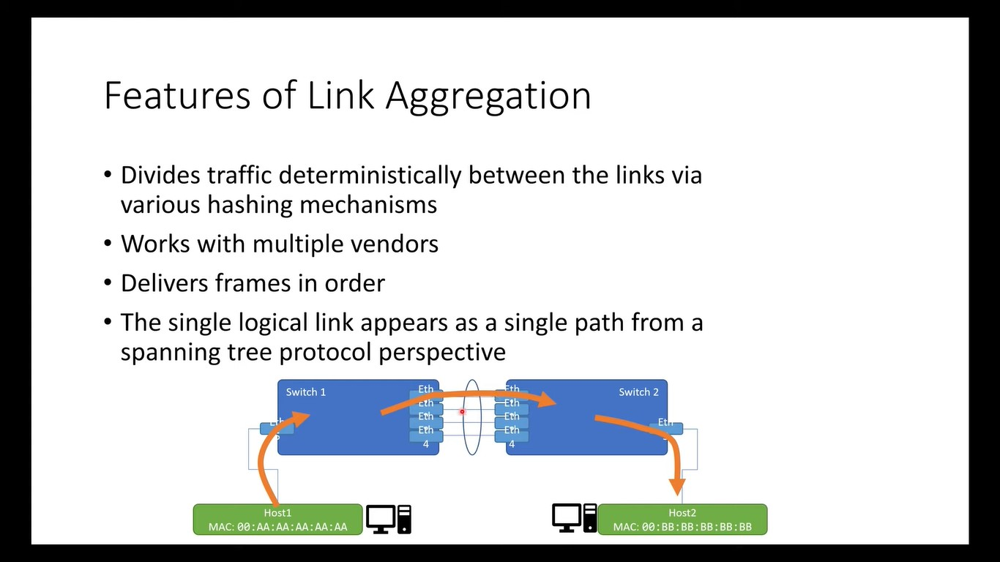 Features of Link Aggregation
• Divides traffic deterministically between the links via
various hashing mechanisms
• Works with multiple vendors
• Delivers frames in order
• The single logical link appears as a single path from a
spanning tree protocol perspective
Switch 1
Eth
Eth
Eth
Eth
4
Eth
Eth
Eth
Eth
Eth
4
Switch 2
Eth
Host1
MAC: 00:AA:AA:AA:AA:AA
Host2
MAC: 00:BB:BB:BB:BB:BB